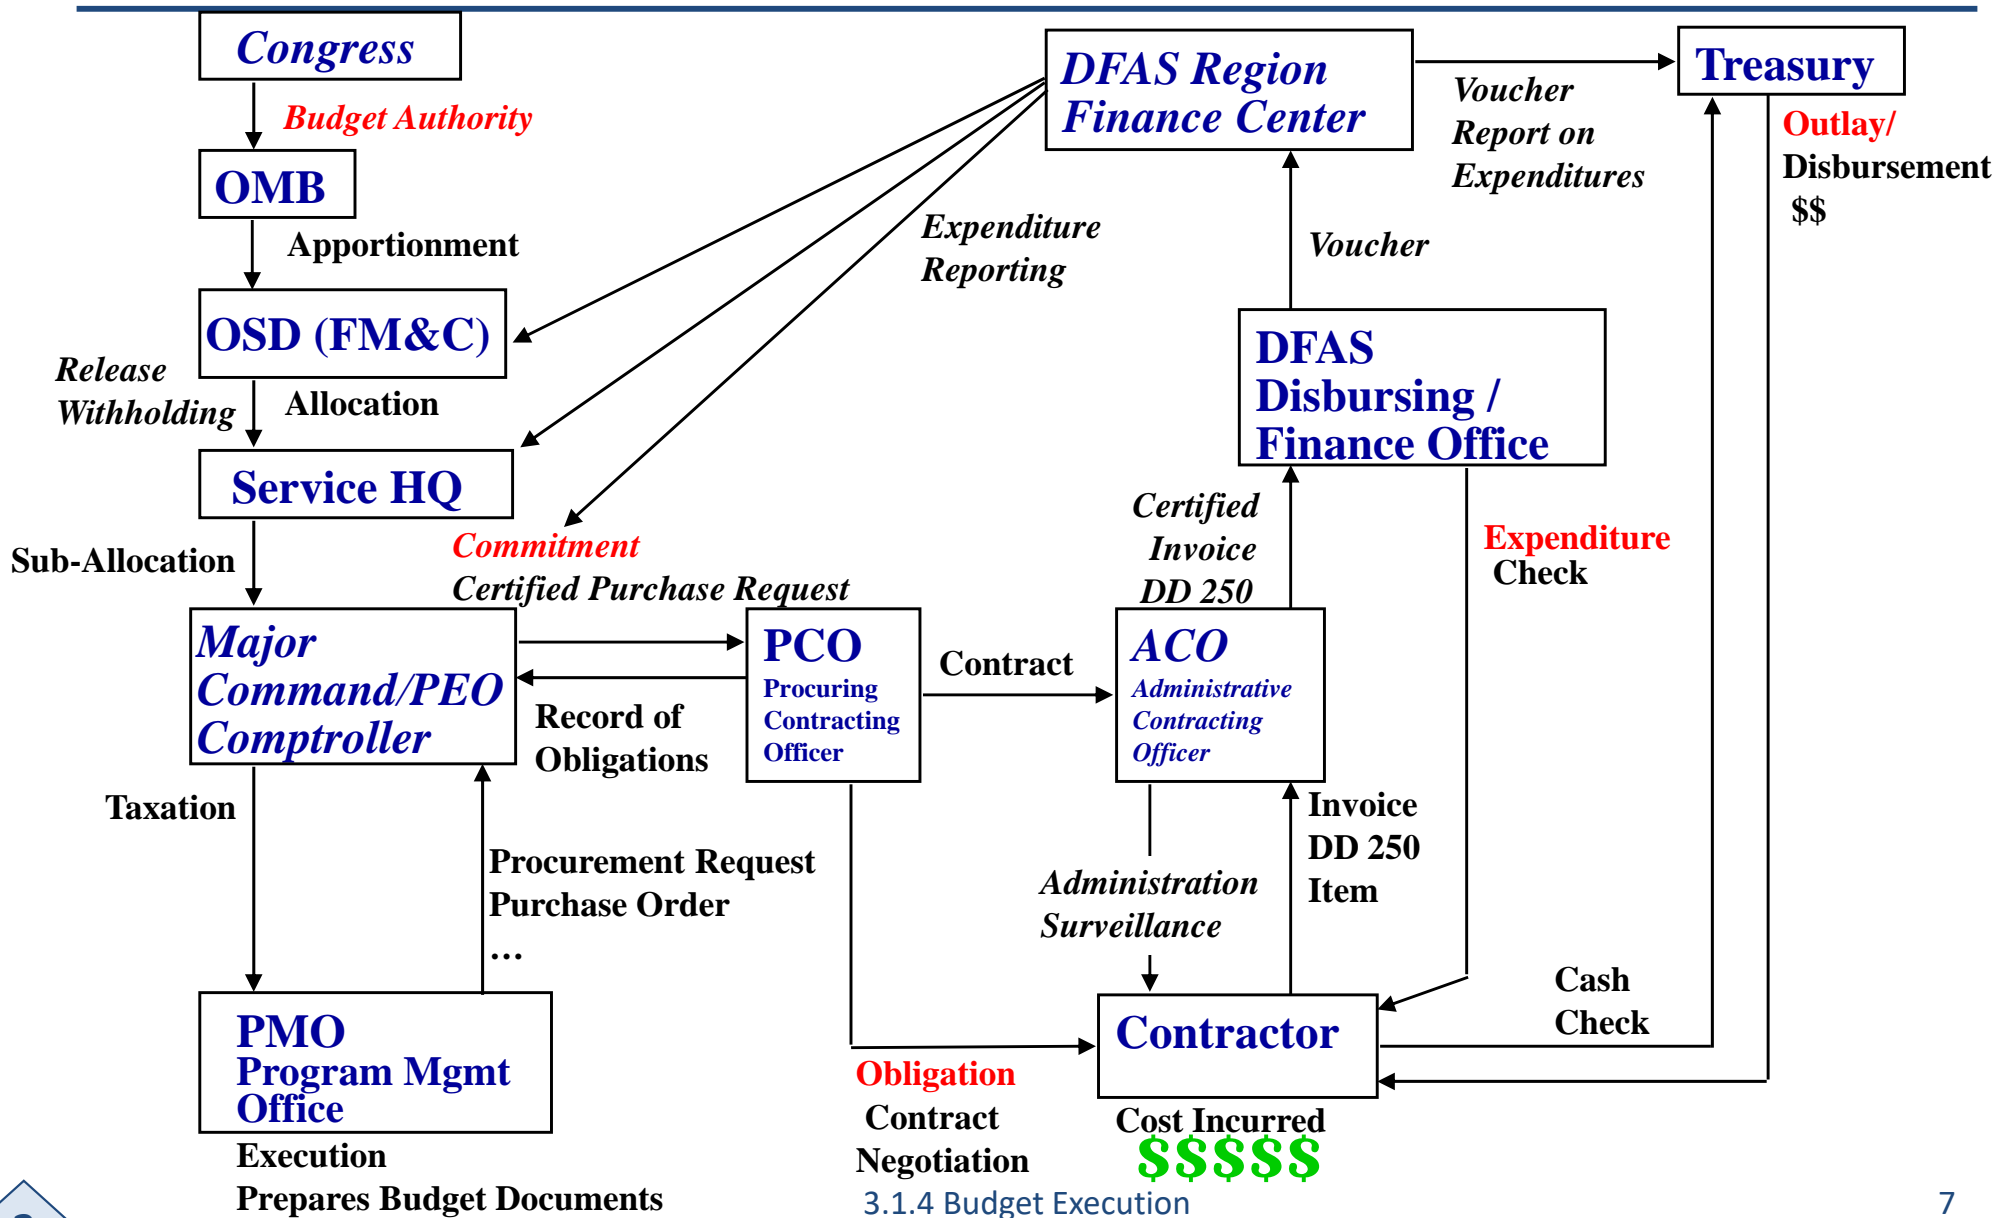 Congress
Budget Authority
OMB
Apportionment
OSD (FM&C)
Release
Withholding
Allocation
Service HQ
Sub-Allocation
Major
Command/PEO
Comptroller
Taxation
Procurement Request
Purchase Order
…
PMO
Program Mgmt
Office
Execution
Prepares Budget Documents
DFAS Region
Finance Center
Voucher
Report on
Expenditures
Treasury
Outlay/
Disbursement
$$
Expenditure
Reporting
Voucher
DFAS
Disbursing /
Finance Office
Certified
Invoice
DD 250
Expenditure
Check
Commitment
Certified Purchase Request
PCO
Procuring
Contracting
Officer
Record of
Obligations
Contract
ACO
Administrative
Contracting
Officer
Administration
Surveillance
Invoice
DD 250
Item
Cash
Check
Contractor
Obligation
Contract
Negotiation
Cost Incurred
$$$$$
3.1.4 Budget Execution
7